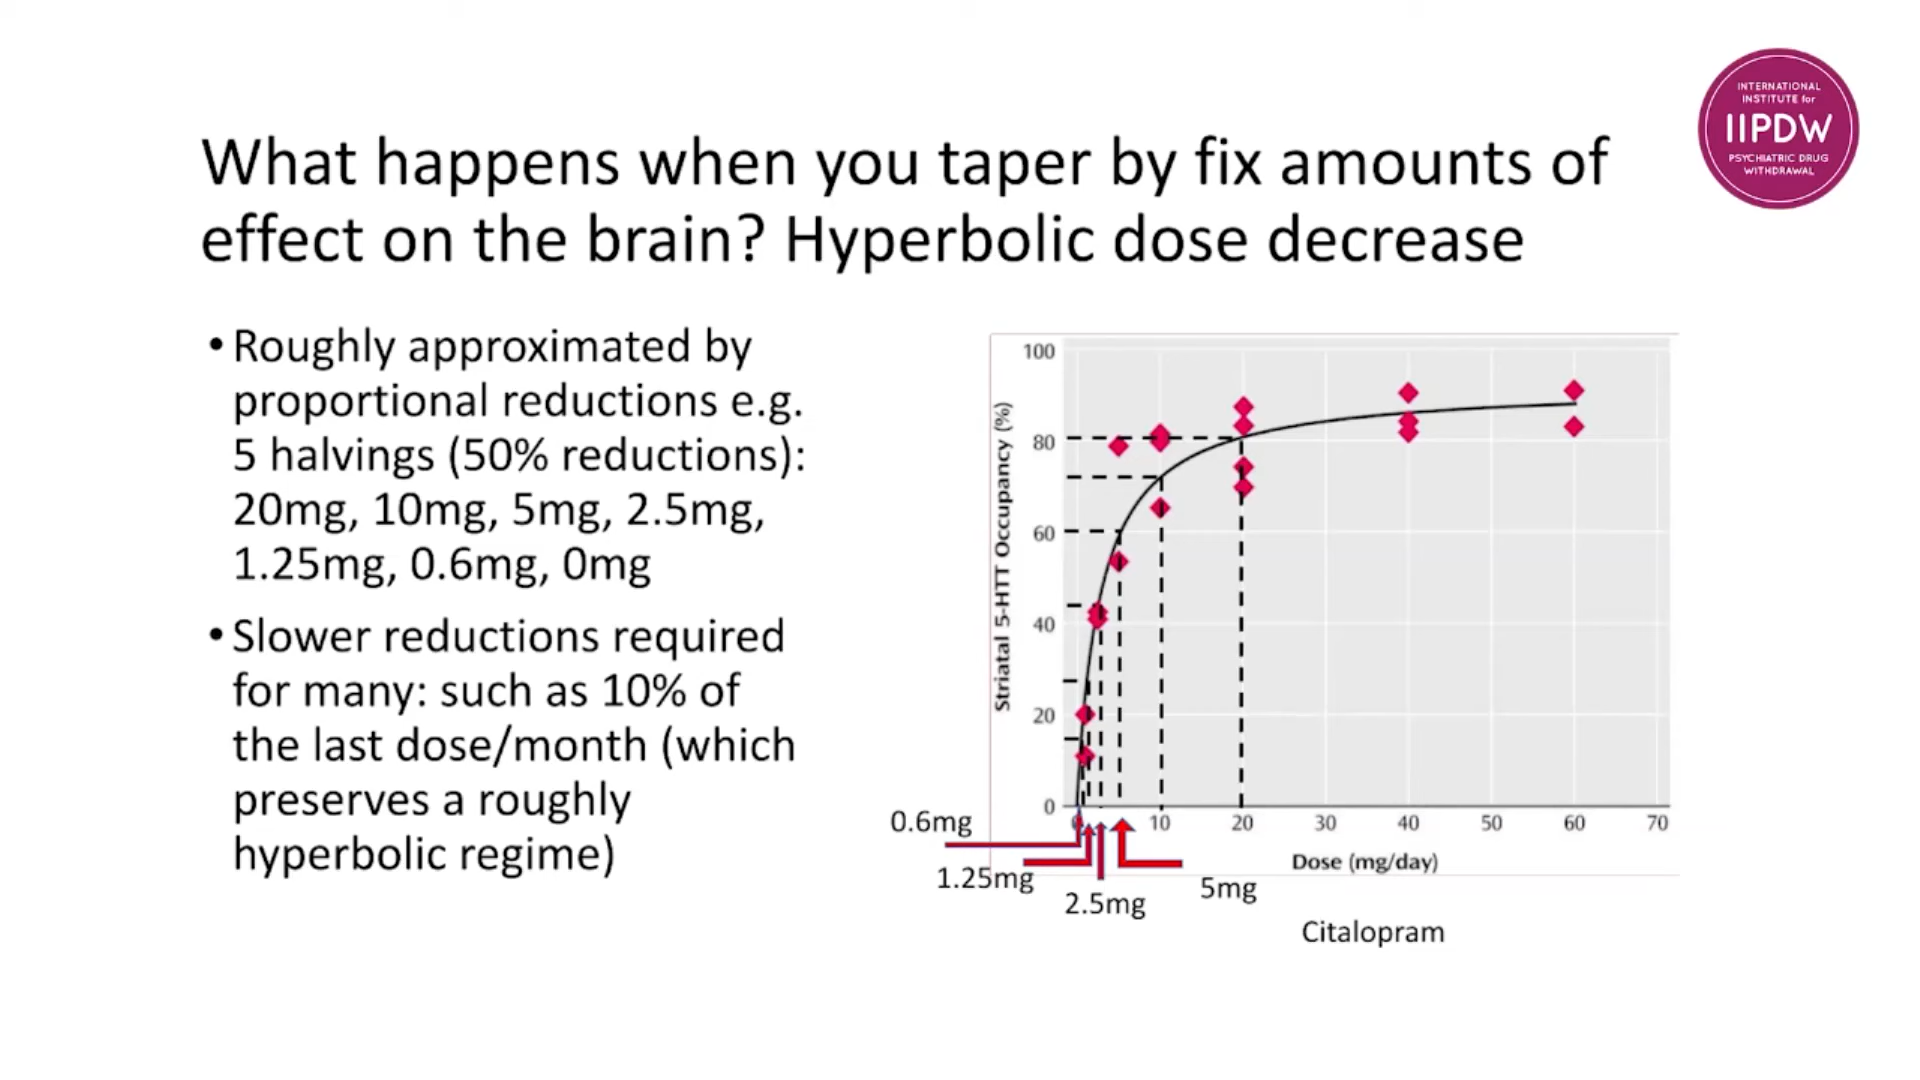 INTERNATIONAL
INSTITUTE for
IIPDW
PSYCHIATRIC DRUG
WITHDRAWAL
What happens when you taper by fix amounts of
effect on the brain? Hyperbolic dose decrease
• Roughly approximated by
proportional reductions e.g.
5 halvings (50% reductions):
20mg, 10mg, 5mg, 2.5mg,
1.25mg, 0.6mg, 0mg
• Slower reductions required
for many: such as 10% of
the last dose/month (which
preserves a roughly
hyperbolic regime)
Striatal 5-HTT Occupancy (%)
100
80
60
40
20
0
10 20 30 40 50 60 70
Dose (mg/day)
0.6mg
1.25mg
2.5mg
5mg
Citalopram